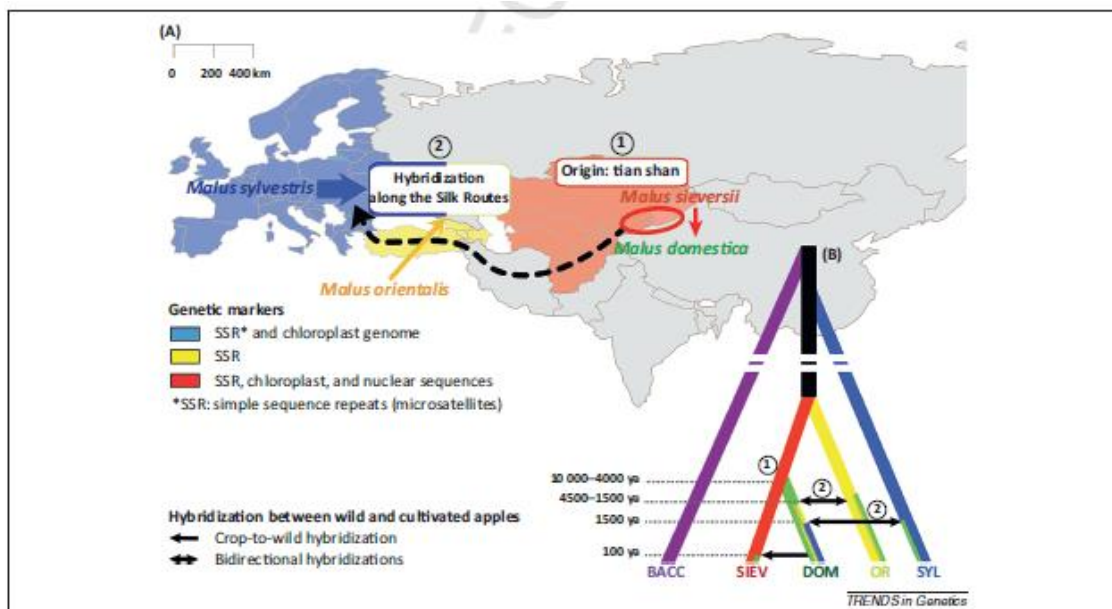 (A)
0 200 400 km
②
①
Hybridization
along the Silk Routes
Origin: tian shan
Malus sylvestris
Malus sieversii
Malus domestica
Malus orientalis
(B)
Genetic markers
SSR* and chloroplast genome
SSR
SSR, chloroplast, and nuclear sequences
*SSR: simple sequence repeats (microsatellites)
①
10 000–4000 ya
②
4500–1500 ya
②
1500 ya
100 ya
Hybridization between wild and cultivated apples
Crop-to-wild hybridization
Bidirectional hybridizations
BACC SIEV DOM OR SYL
TRENDS in Genetics